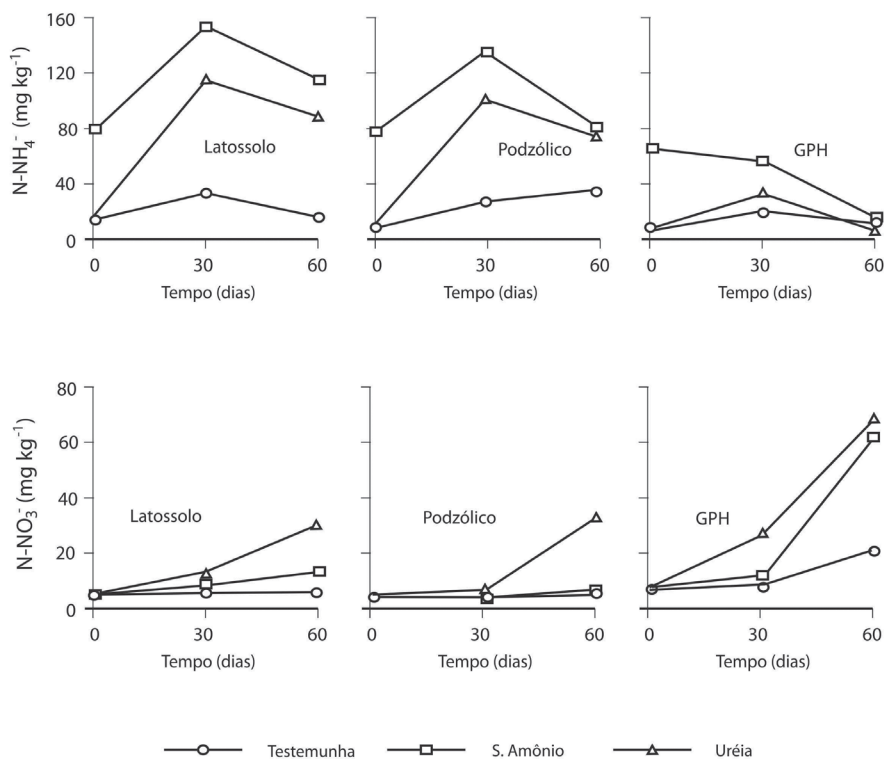 N-NH₄⁻ (mg kg⁻¹)
160
120
80
40
0
Latossolo
Podzólico
GPH
0 30 60
0 30 60
0 30 60
Tempo (dias)
Tempo (dias)
Tempo (dias)
N-NO₃⁻ (mg kg⁻¹)
80
60
40
20
0
Latossolo
Podzólico
GPH
0 30 60
0 30 60
0 30 60
Tempo (dias)
Tempo (dias)
Tempo (dias)
Testemunha S. Amônio Uréia